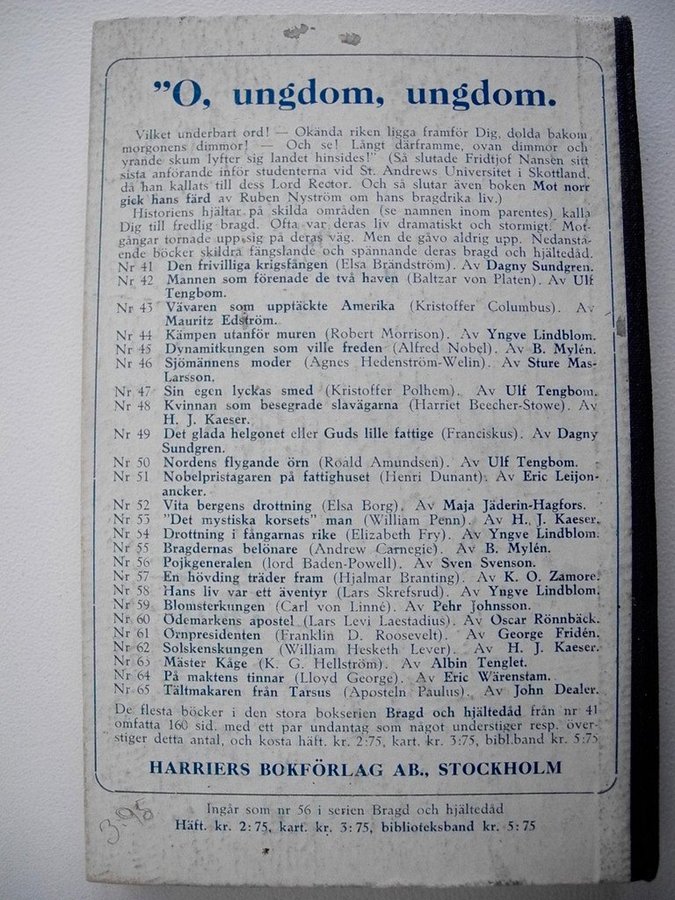 "O, ungdom, ungdom.
Vilket underbart ord! — Okända riken ligga framför Dig, dolda bakom
morgonens dimmor! — Och se! Långt därframme, ovan dimmor och
yrande skum lyfter sig landet hinsides!" (Så slutade Fridtjof Nansen sitt
sista anförande inför studenterna vid St. Andrews Universitet i Skottland,
då han kallats till dess Lord Rector. Och så slutar även boken Mot norr
gick hans färd av Ruben Nyström om hans bragdrika liv.)
Historiens hjältar på skilda områden (se namnen inom parentes) kalla
Dig till fredlig bragd. Ofta var deras liv dramatiskt och stormigt. Mot-
gångar tornade upp sig på deras väg. Men de gåvo aldrig upp. Nedanstå-
ende böcker skildra fängslande och spännande deras bragd och hjältedåd.
Nr 41 Den frivilliga krigsfången (Elsa Brändström). Av Dagny Sundgren.
Nr 42 Mannen som förenade de två haven (Baltzar von Platen). Av Ulf
Tengbom.
Nr 43 Vävaren som upptäckte Amerika (Kristoffer Columbus). Av
Mauritz Edström.
Nr 44 Kämpen utanför muren (Robert Morrison). Av Yngve Lindblom.
Nr 45 Dynamitkungen som ville freden (Alfred Nobel). Av B. Mylén.
Nr 46 Sjömännens moder (Agnes Hedenström-Welin). Av Sture Mas-
Larsson.
Nr 47 Sin egen lyckas smed (Kristoffer Polhem). Av Ulf Tengbom.
Nr 48 Kvinnan som besegrade slavägarna (Harriet Beecher-Stowe). Av
H. J. Kaeser.
Nr 49 Det glada helgonet eller Guds lille fattige (Franciskus). Av Dagny
Sundgren.
Nr 50 Nordens flygande örn (Roald Amundsen). Av Ulf Tengbom.
Nr 51 Nobelpristagaren på fattighuset (Henri Dunant). Av Eric Leijon-
ancker.
Nr 52 Vita bergens drottning (Elsa Borg). Av Maja Jäderin-Hagfors.
Nr 53 "Det mystiska korsets" man (William Penn). Av H. J. Kaeser.
Nr 54 Drottning i fångarnas rike (Elizabeth Fry). Av Yngve Lindblom.
Nr 55 Bragdernas belönare (Andrew Carnegie). Av B. Mylén.
Nr 56 Pojkgeneralen (lord Baden-Powell). Av Sven Svenson.
Nr 57 En hövding träder fram (Hjalmar Branting). Av K. O. Zamore.
Nr 58 Hans liv var ett äventyr (Lars Skrefsrud). Av Yngve Lindblom.
Nr 59 Blomsterkungen (Carl von Linné). Av Pehr Johnsson.
Nr 60 Ödemarkens apostel (Lars Levi Laestadius). Av Oscar Rönnbäck.
Nr 61 Örnpresidenten (Franklin D. Roosevelt). Av George Fridén.
Nr 62 Solskenskungen (William Hesketh Lever). Av H. J. Kaeser.
Nr 63 Mäster Kåge (K. G. Hellström). Av Albin Tenglet.
Nr 64 På maktens tinnar (Lloyd George). Av Eric Wärenstam.
Nr 65 Tältmakaren från Tarsus (Aposteln Paulus). Av John Dealer.
De flesta böcker i den stora bokserien Bragd och hjältedåd från nr 41
omfatta 160 sid. med ett par undantag som något understiger resp. över-
stiger detta antal, och kosta häft. kr. 2:75, kart. kr. 3:75, bibl.band kr. 5:75
HARRIERS BOKFÖRLAG AB., STOCKHOLM
Ingår som nr 56 i serien Bragd och hjältedåd
Häft. kr. 2:75, kart. kr. 3:75, biblioteksband kr. 5:75
3.95